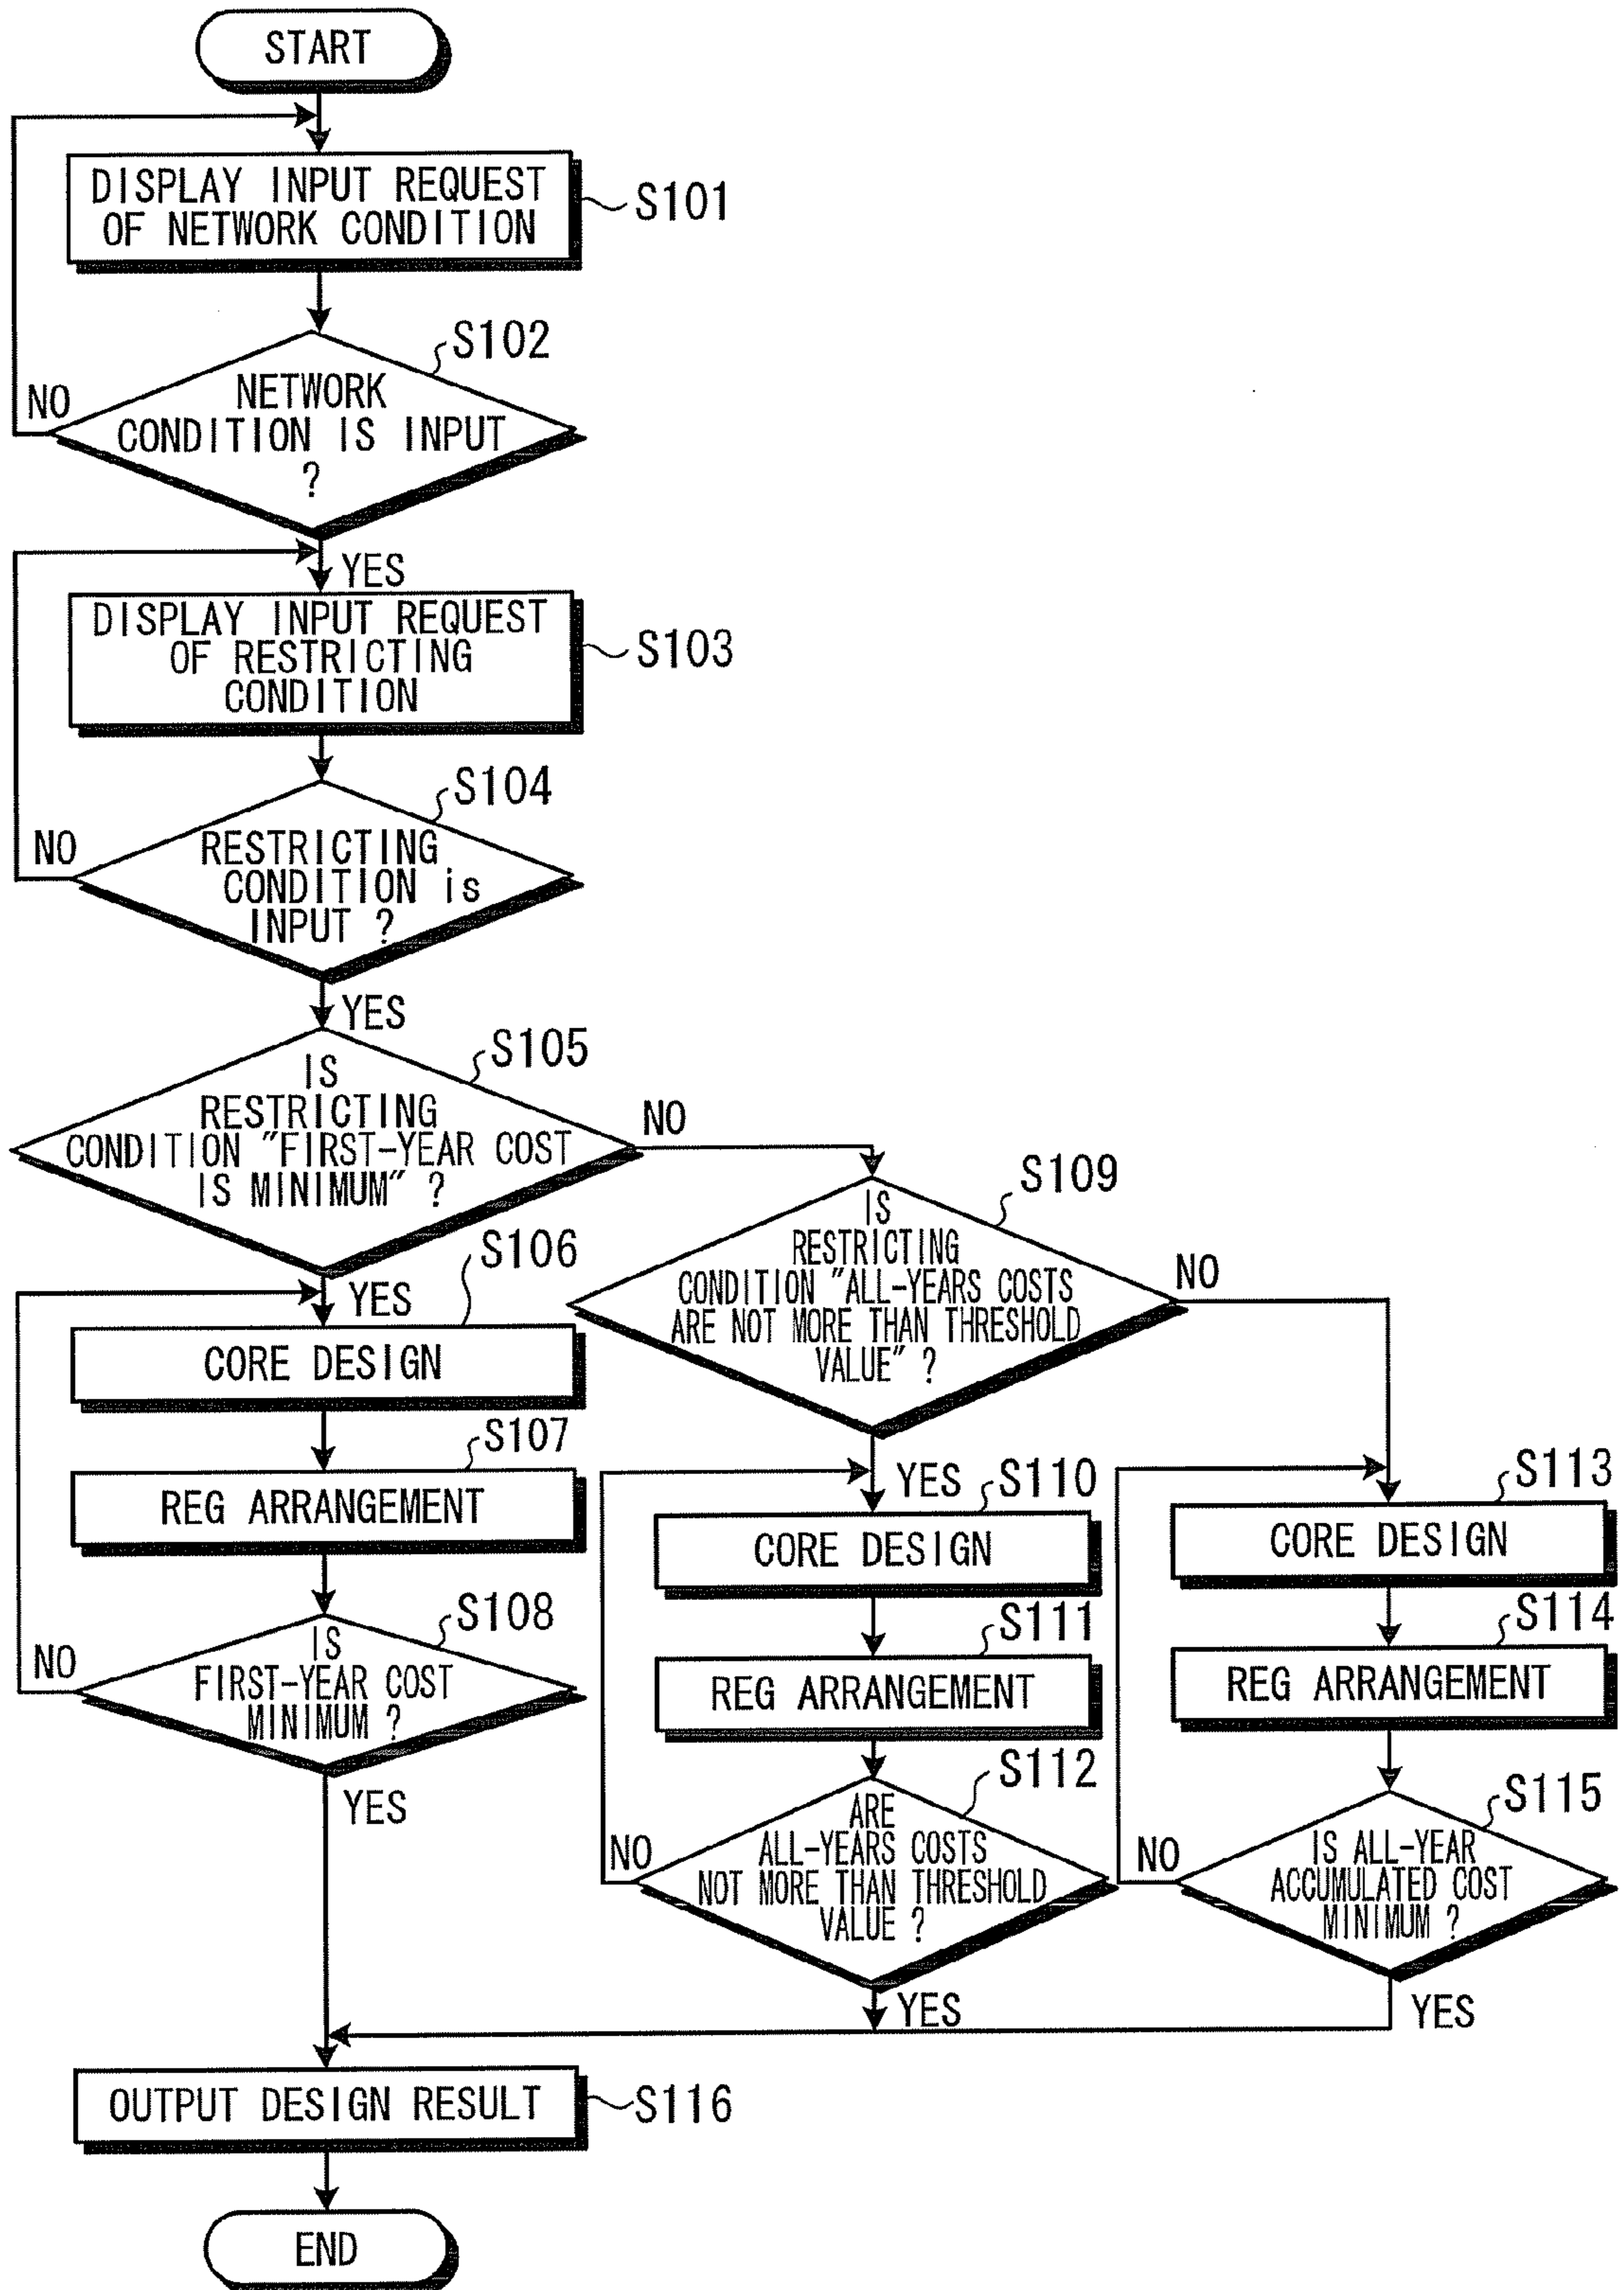 START
DISPLAY INPUT REQUEST
OF NETWORK CONDITION
S101
S102
NETWORK
CONDITION IS INPUT
?
NO
YES
DISPLAY INPUT REQUEST
OF RESTRICTING
CONDITION
S103
S104
RESTRICTING
CONDITION is
INPUT ?
NO
YES
S105
IS
RESTRICTING
CONDITION "FIRST-YEAR COST
IS MINIMUM" ?
NO
YES
S106
CORE DESIGN
S107
REG ARRANGEMENT
S108
IS
FIRST-YEAR COST
MINIMUM ?
NO
YES
S109
IS
RESTRICTING
CONDITION "ALL-YEARS COSTS
ARE NOT MORE THAN THRESHOLD
VALUE" ?
NO
YES
S110
CORE DESIGN
S111
REG ARRANGEMENT
S112
ARE
ALL-YEARS COSTS
NOT MORE THAN THRESHOLD
VALUE ?
NO
YES
S113
CORE DESIGN
S114
REG ARRANGEMENT
S115
IS ALL-YEAR
ACCUMULATED COST
MINIMUM ?
NO
YES
OUTPUT DESIGN RESULT
S116
END